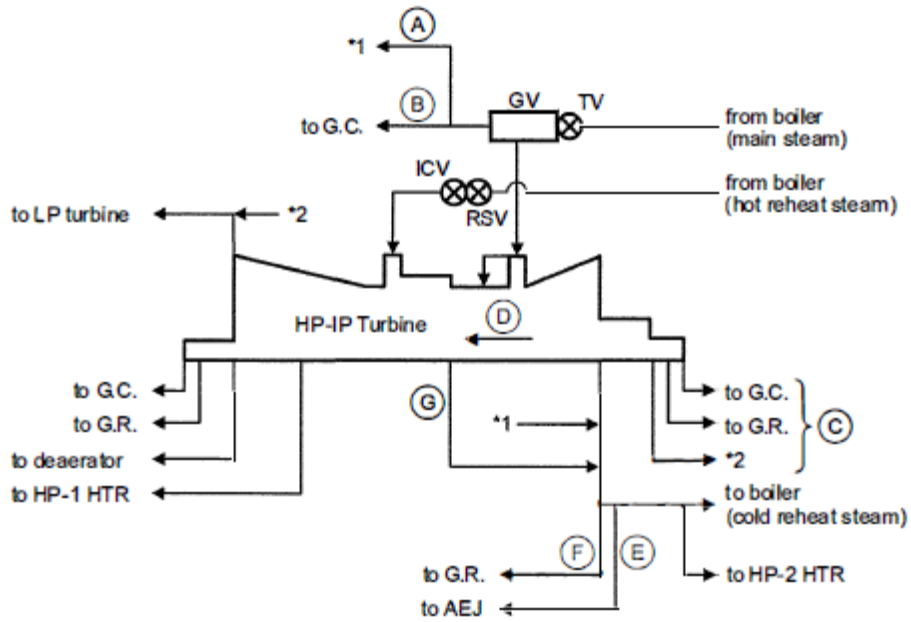 A
*1
B
GV
TV
to G.C.
from boiler
(main steam)
ICV
from boiler
(hot reheat steam)
RSV
to LP turbine
*2
HP-IP Turbine
D
to G.C.
to G.R.
to deaerator
to HP-1 HTR
G
*1
to G.C.
to G.R.
*2
C
to boiler
(cold reheat steam)
F
E
to G.R.
to HP-2 HTR
to AEJ